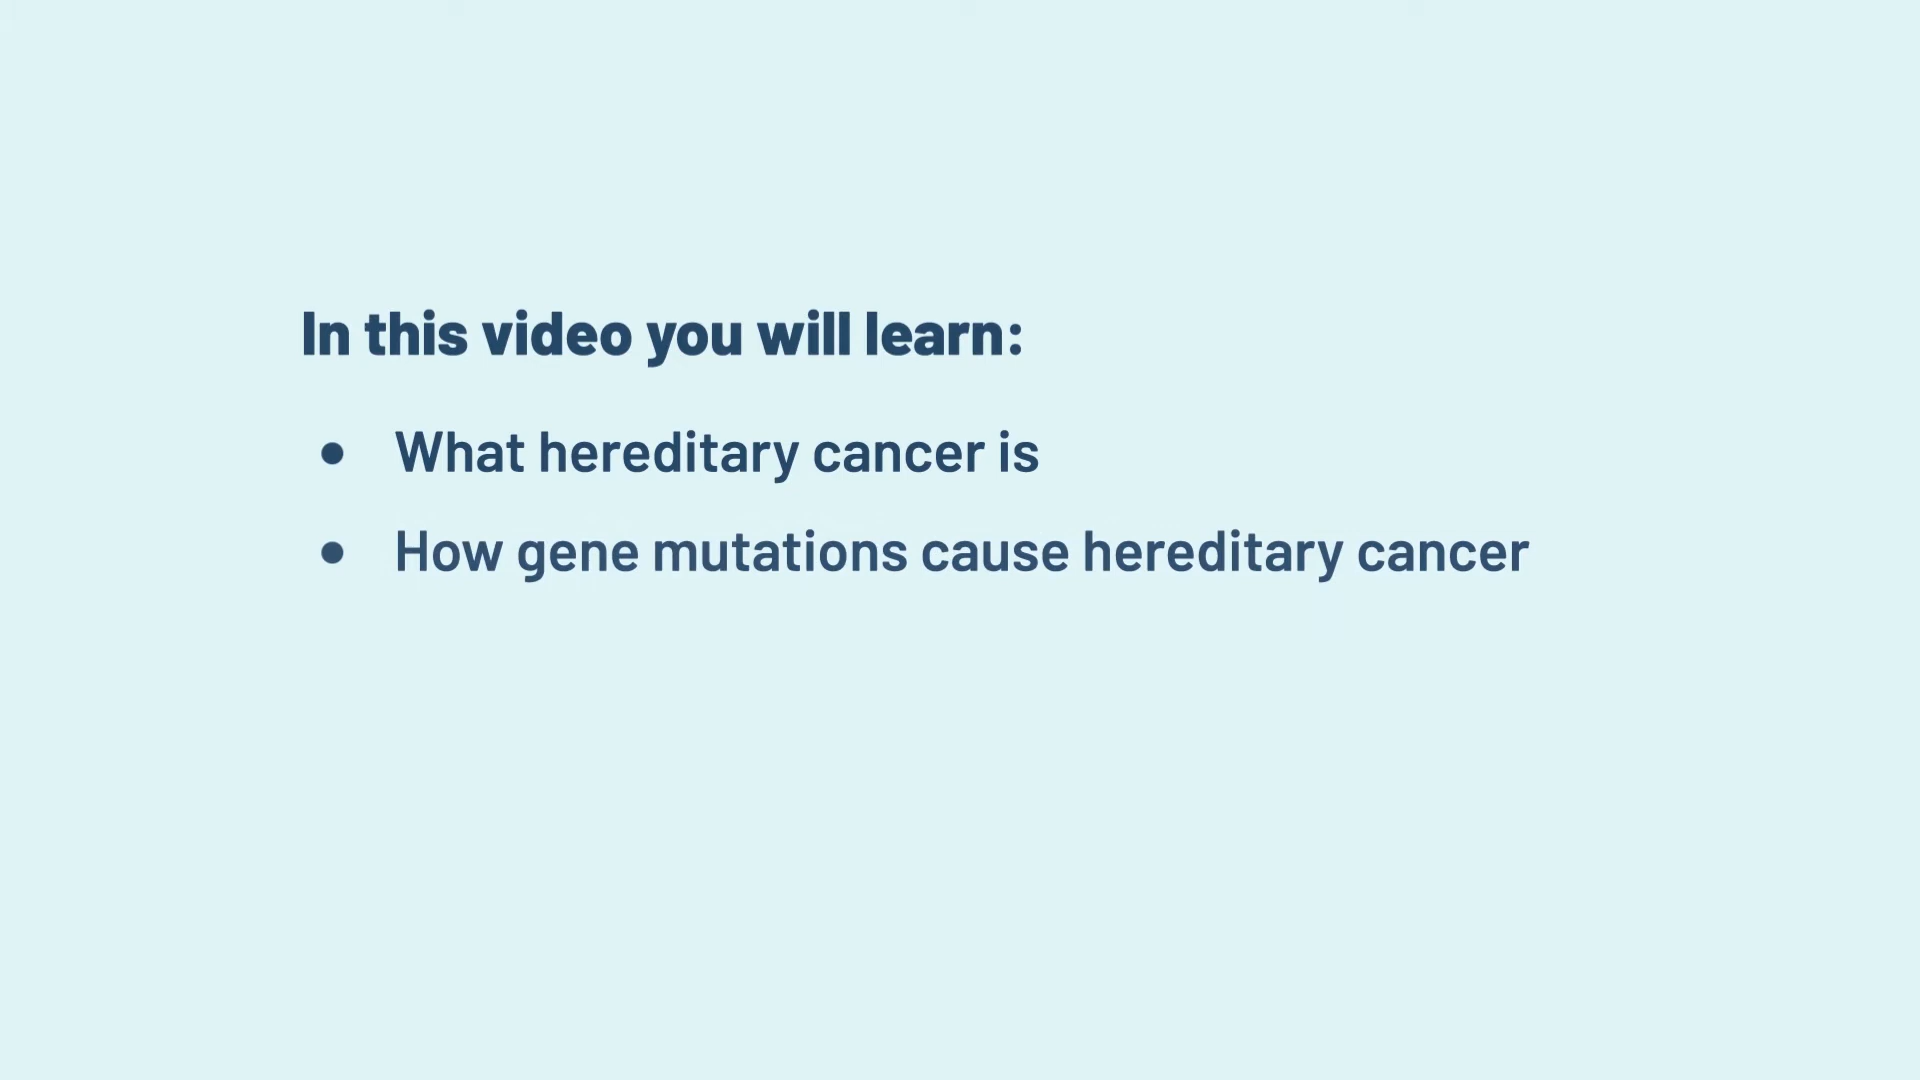 In this video you will learn:
• What hereditary cancer is
• How gene mutations cause hereditary cancer